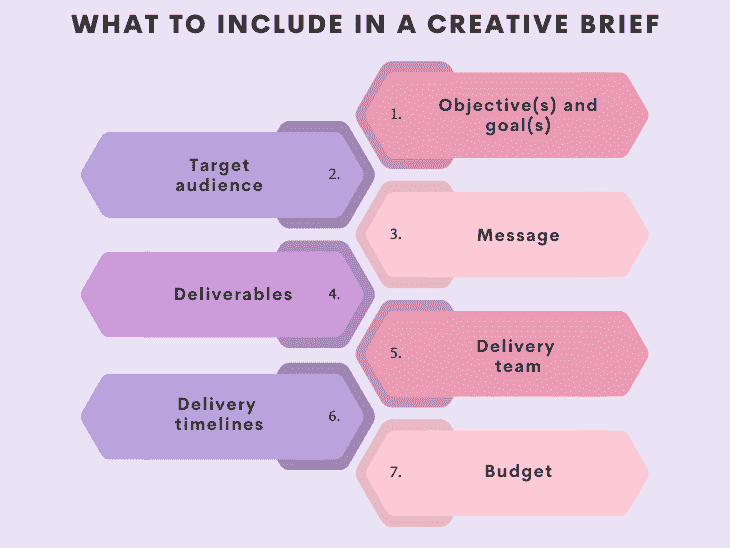 WHAT TO INCLUDE IN A CREATIVE BRIEF
1. Objective(s) and
goal(s)
2. Target
audience
3. Message
4. Deliverables
5. Delivery
team
6. Delivery
timelines
7. Budget